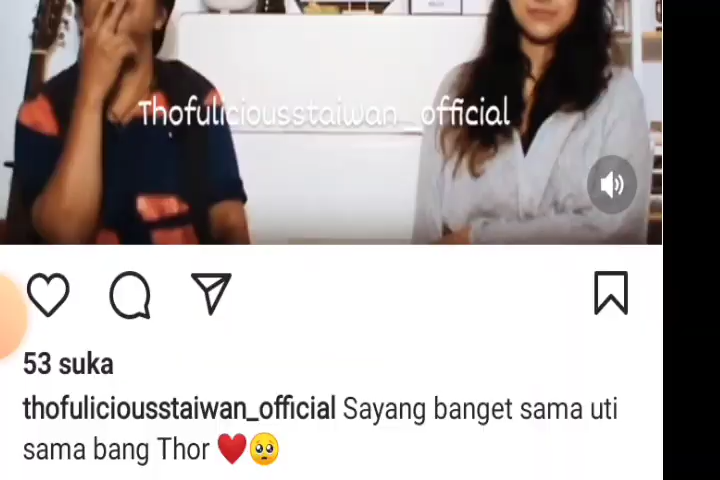 Thofuliciousstaiwan_official
53 suka
thofuliciousstaiwan_official Sayang banget sama uti
sama bang Thor ❤️🥺